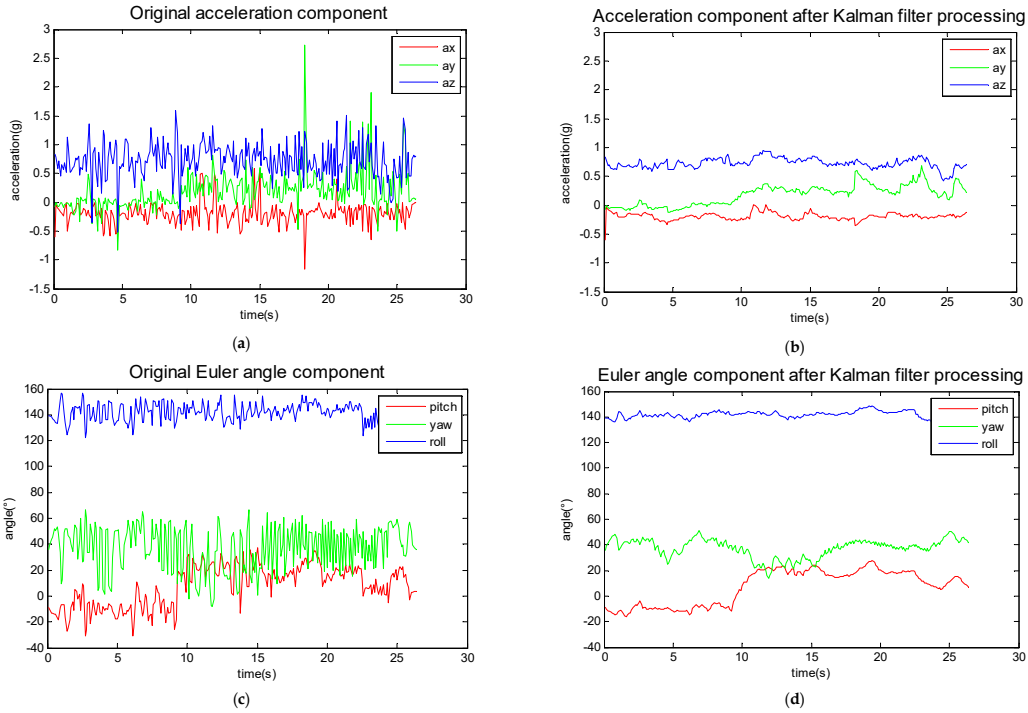 Original acceleration component
3
2.5
2
1.5
1
0.5
0
-0.5
-1
-1.5
acceleration(g)
ax
ay
az
0 5 10 15 20 25 30
time(s)
(a)
Acceleration component after Kalman filter processing
3
2.5
2
1.5
1
0.5
0
-0.5
-1
-1.5
acceleration(g)
ax
ay
az
0 5 10 15 20 25 30
time(s)
(b)
Original Euler angle component
160
140
120
100
80
60
40
20
0
-20
-40
angle(°)
pitch
yaw
roll
0 5 10 15 20 25 30
time(s)
(c)
Euler angle component after Kalman filter processing
160
140
120
100
80
60
40
20
0
-20
-40
angle(°)
pitch
yaw
roll
0 5 10 15 20 25 30
time(s)
(d)